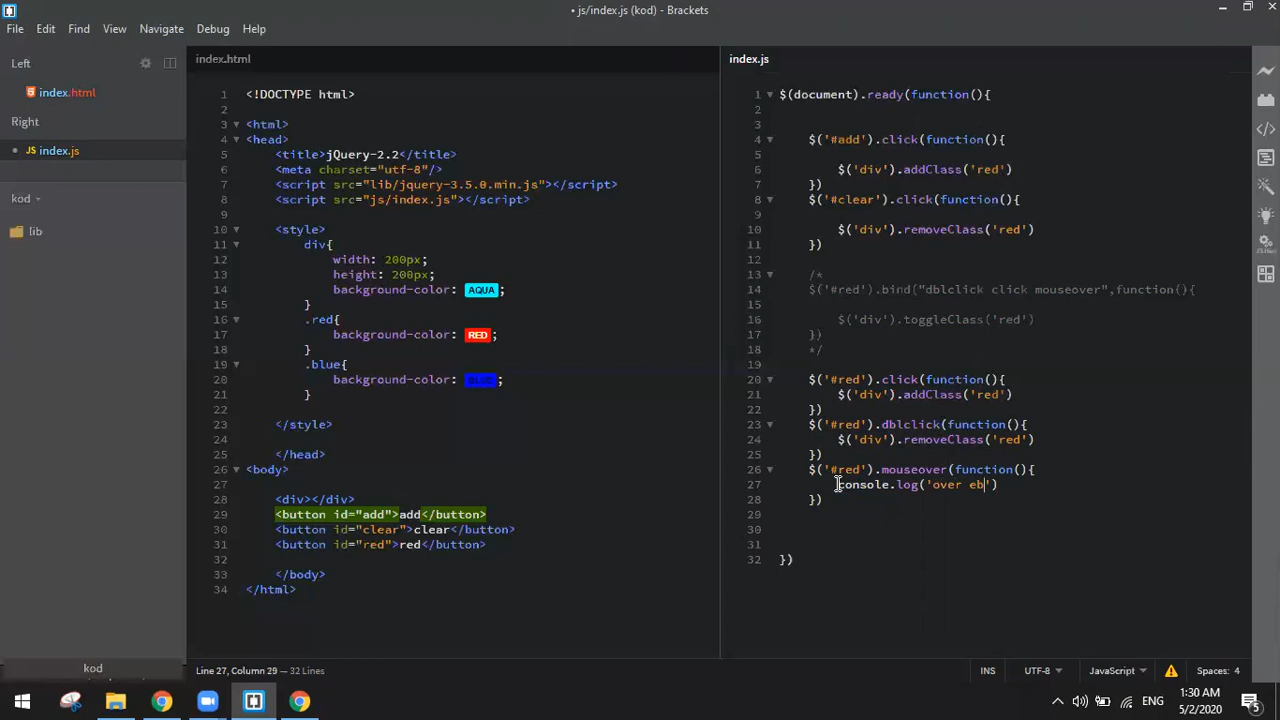 • js/index.js (kod) - Brackets
File Edit Find View Navigate Debug Help
Left
index.html
Right
• JS index.js
kod
lib
kod
index.html
1 <!DOCTYPE html>
2
3 <html>
4 <head>
5 <title>jQuery-2.2</title>
6 <meta charset="utf-8"/>
7 <script src="lib/jquery-3.5.0.min.js"></script>
8 <script src="js/index.js"></script>
9
10 <style>
11 div{
12 width: 200px;
13 height: 200px;
14 background-color: AQUA;
15 }
16 .red{
17 background-color: RED;
18 }
19 .blue{
20 background-color: BLUE;
21 }
22
23 </style>
24
25 </head>
26 <body>
27
28 <div></div>
29 <button id="add">add</button>
30 <button id="clear">clear</button>
31 <button id="red">red</button>
32
33 </body>
34 </html>
index.js
1 $(document).ready(function(){
2
3
4 $('#add').click(function(){
5
6 $('div').addClass('red')
7 })
8 $('#clear').click(function(){
9
10 $('div').removeClass('red')
11 })
12
13 /*
14 $('#red').bind("dblclick click mouseover",function(){
15
16 $('div').toggleClass('red')
17 })
18 */
19
20 $('#red').click(function(){
21 $('div').addClass('red')
22 })
23 $('#red').dblclick(function(){
24 $('div').removeClass('red')
25 })
26 $('#red').mouseover(function(){
27 console.log('over eb')
28 })
29
30
31
32 })
Line 27, Column 29 — 32 Lines
INS UTF-8 JavaScript Spaces: 4
ENG
1:30 AM
5/2/2020
5